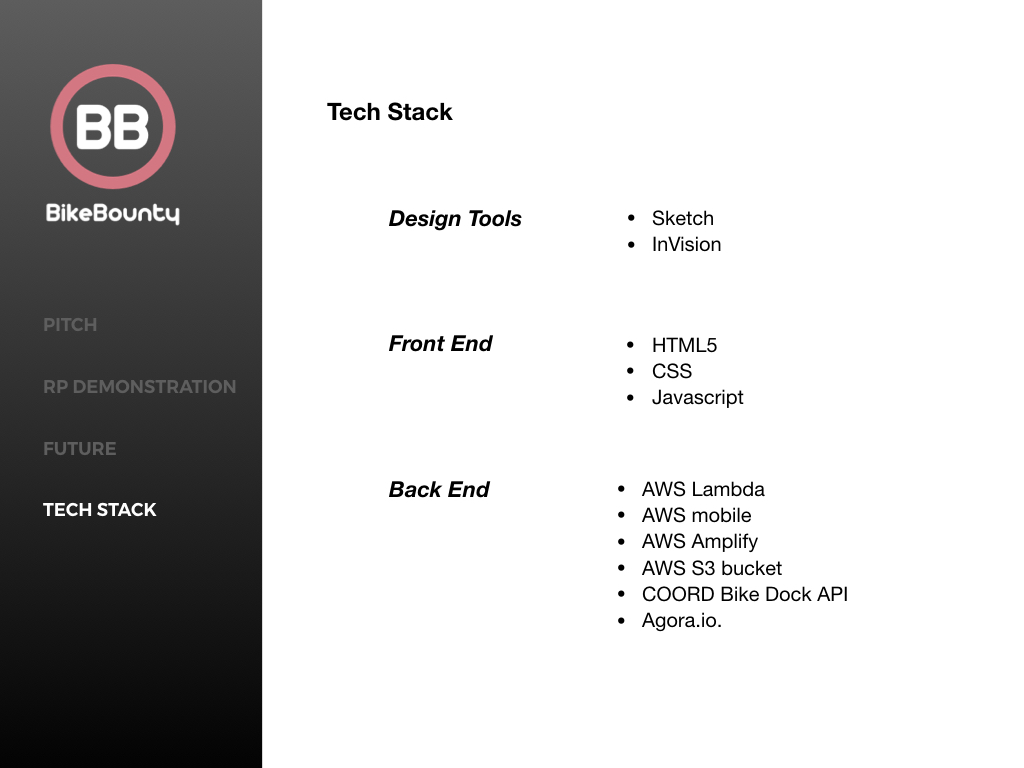 BB
BikeBounty
PITCH
RP DEMONSTRATION
FUTURE
TECH STACK
Tech Stack
Design Tools
• Sketch
• InVision
Front End
• HTML5
• CSS
• Javascript
Back End
• AWS Lambda
• AWS mobile
• AWS Amplify
• AWS S3 bucket
• COORD Bike Dock API
• Agora.io.